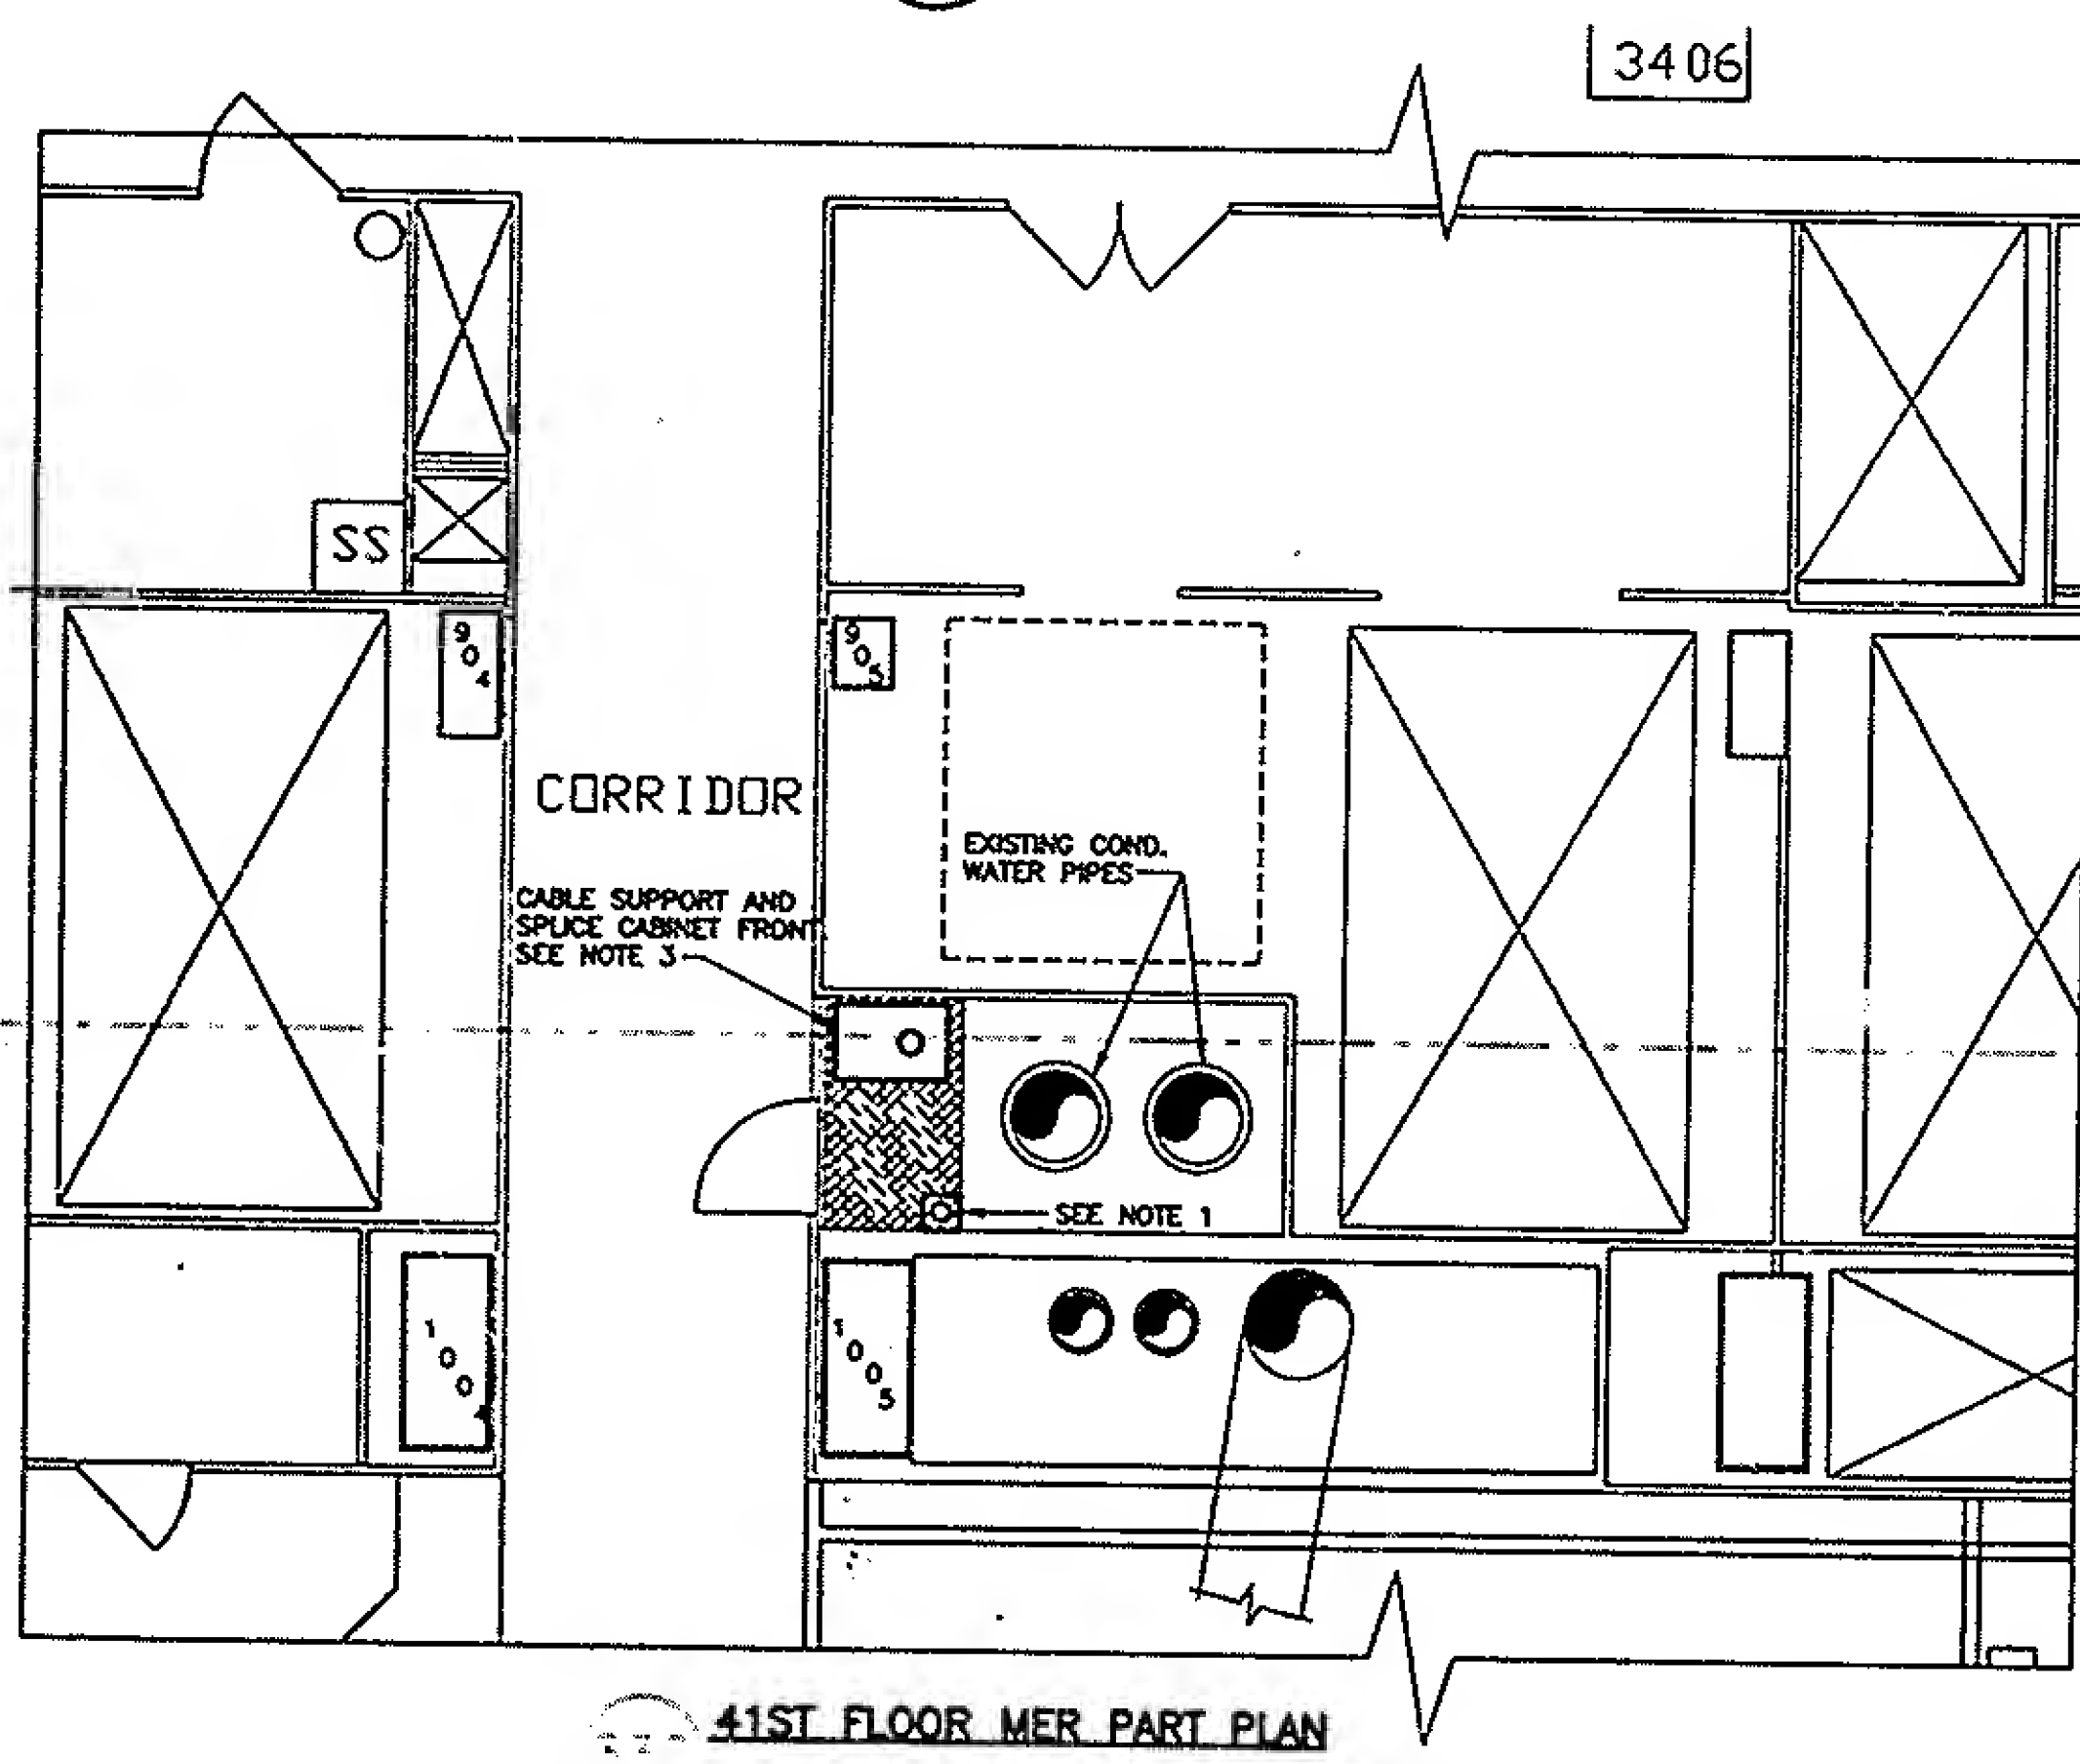 3406
SS
904
905
CORRIDOR
EXISTING COND.
WATER PIPES
CABLE SUPPORT AND
SPLICE CABINET FRONT
SEE NOTE 3
SEE NOTE 1
1004
1005
41ST FLOOR MER PART PLAN